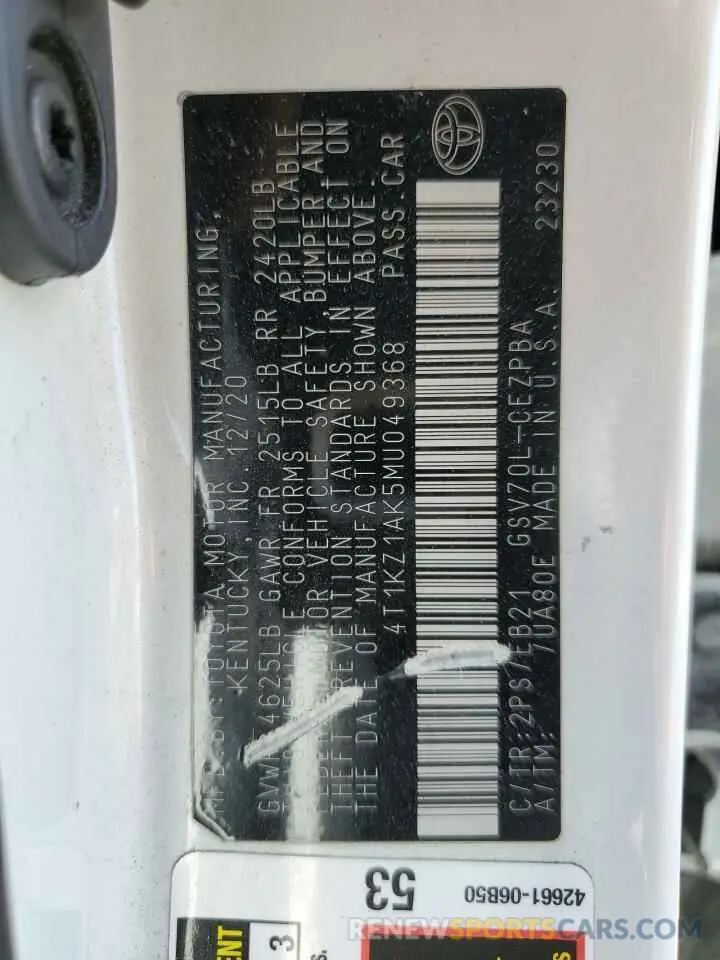 MFD. BY: TOYOTA MOTOR MANUFACTURING,
KENTUCKY, INC. 12/20
GVWR 4625LB GAWR FR 2515LB RR 2420LB
THIS VEHICLE CONFORMS TO ALL APPLICABLE
FEDERAL MOTOR VEHICLE SAFETY, BUMPER AND
THEFT PREVENTION STANDARDS IN EFFECT ON
THE DATE OF MANUFACTURE SHOWN ABOVE.
4T1KZ1AK5MU049368 PASS.CAR
C/TR: 2PS/EB21 GSV70L-CEZPBA
A/TM: 7UA80E MADE IN U.S.A. 23230
53
42661-06B50
3
RENEWSPORTSCARS.COM